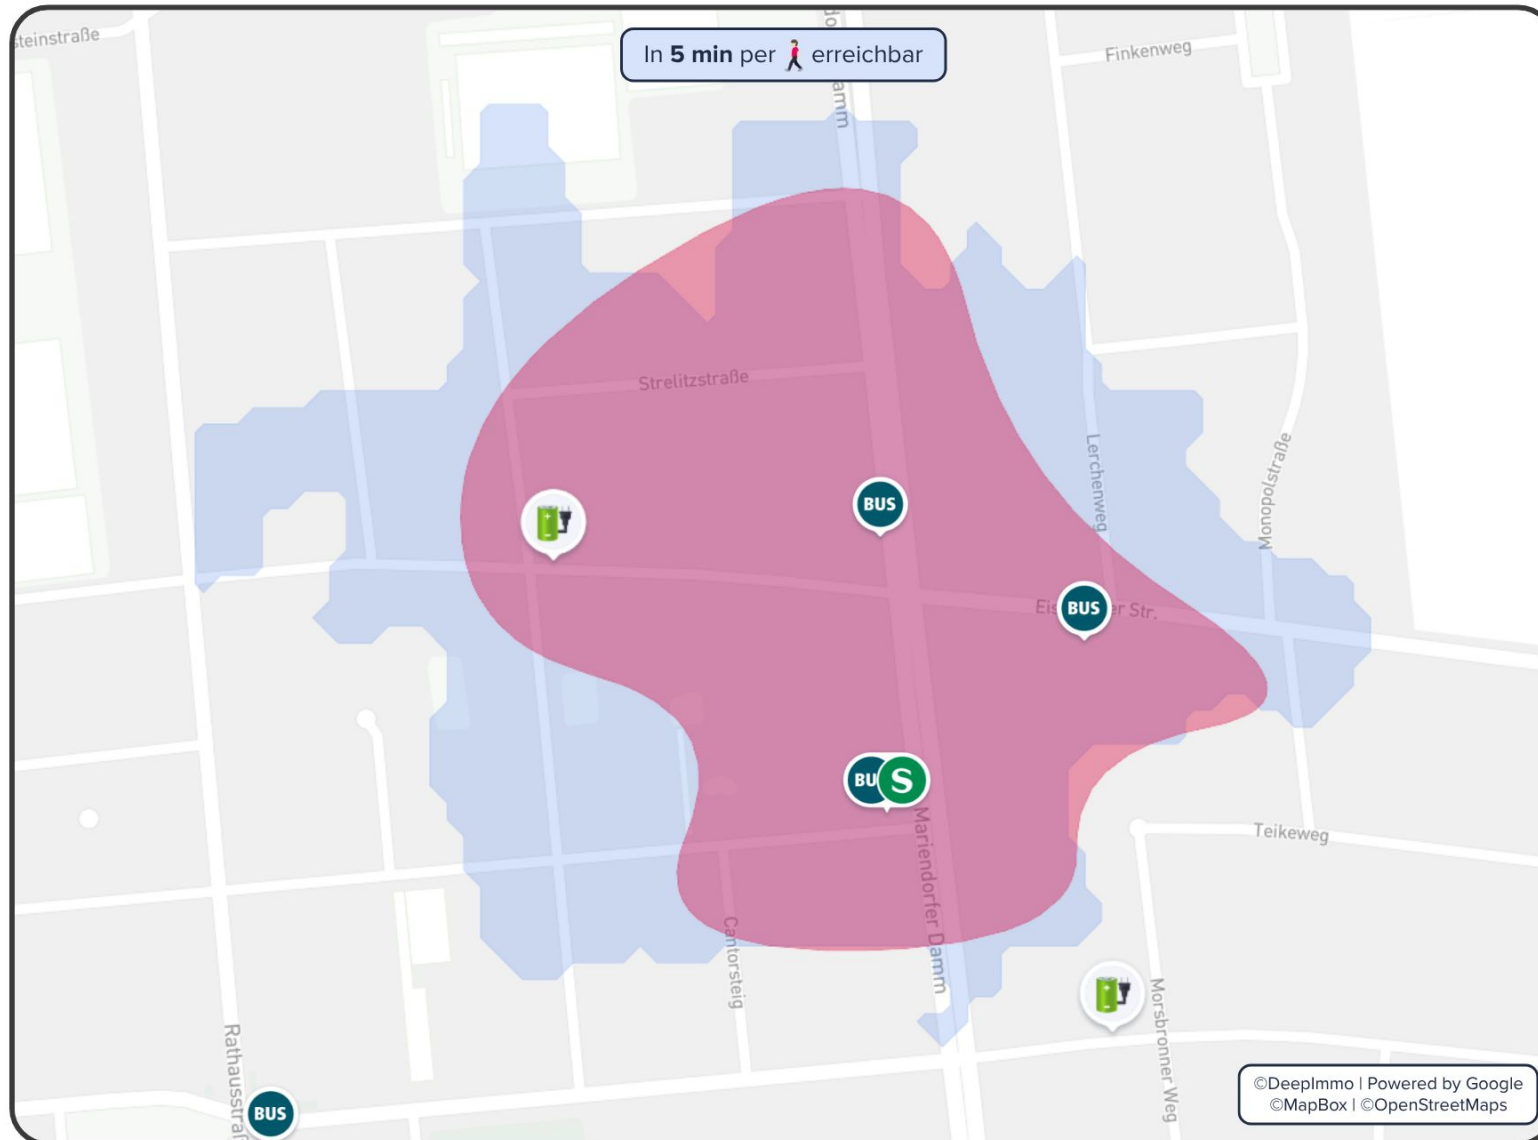 steinstraße
In 5 min per erreichbar
Finkenweg
Strelitzstraße
Lerchenweg
Monopolstraße
BUS
BUS
Str.
BU S
Mariendorfer Damm
Teikeweg
Cantorsteig
Morsbronner Weg
BUS
©DeepImmo | Powered by Google
©MapBox | ©OpenStreetMaps